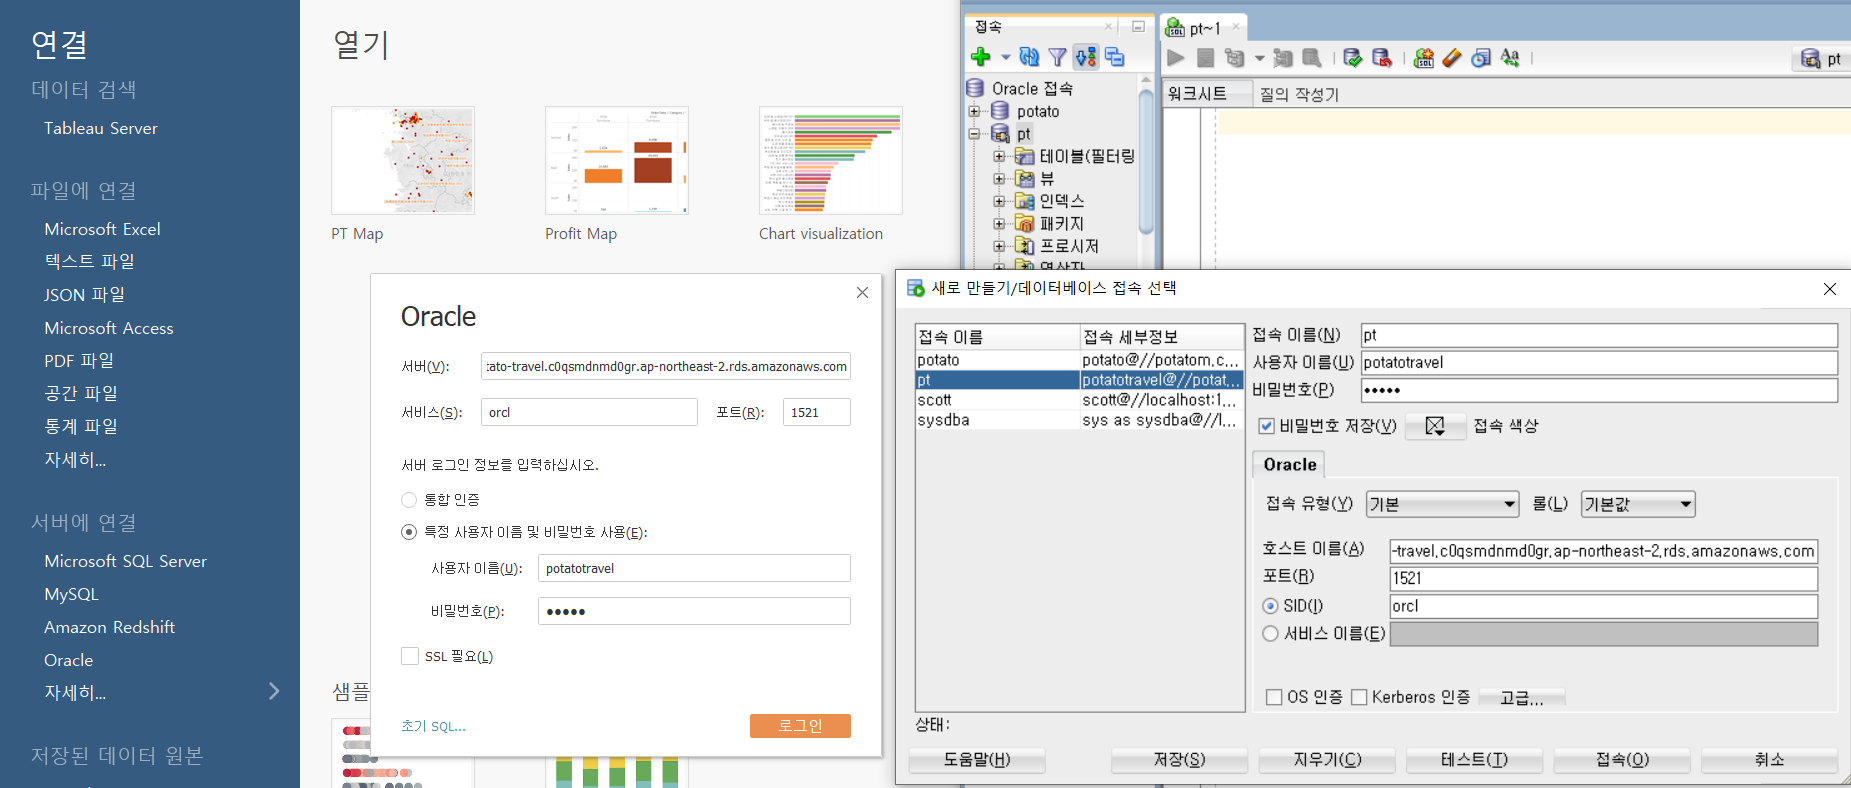 연결
데이터 검색
Tableau Server
파일에 연결
Microsoft Excel
텍스트 파일
JSON 파일
Microsoft Access
PDF 파일
공간 파일
통계 파일
자세히...
서버에 연결
Microsoft SQL Server
MySQL
Amazon Redshift
Oracle
자세히...
저장된 데이터 원본
열기
PT Map
Profit Map
Chart visualization
샘플
Oracle
서버(V):
tato-travel.c0qsmdnmd0gr.ap-northeast-2.rds.amazonaws.com
서비스(S): orcl 포트(R): 1521
서버 로그인 정보를 입력하십시오.
통합 인증
특정 사용자 이름 및 비밀번호 사용(E):
사용자 이름(U): potatotravel
비밀번호(P): •••••
SSL 필요(L)
초기 SQL... 로그인
접속
Oracle 접속
potato
pt
테이블(필터링
뷰
인덱스
패키지
프로시저
연산자
pt~1
pt
워크시트 질의 작성기
새로 만들기/데이터베이스 접속 선택
접속 이름 접속 세부정보
potato potato@//potatom.c...
pt potatotravel@//potat...
scott scott@//localhost:1...
sysdba sys as sysdba@//l...
접속 이름(N) pt
사용자 이름(U) potatotravel
비밀번호(P) •••••
비밀번호 저장(V) 접속 색상
Oracle
접속 유형(Y) 기본 롤(L) 기본값
호스트 이름(A) -travel.c0qsmdnmd0gr.ap-northeast-2.rds.amazonaws.com
포트(R) 1521
SID(I) orcl
서비스 이름(E)
OS 인증 Kerberos 인증 고급...
상태:
도움말(H) 저장(S) 지우기(C) 테스트(T) 접속(O) 취소